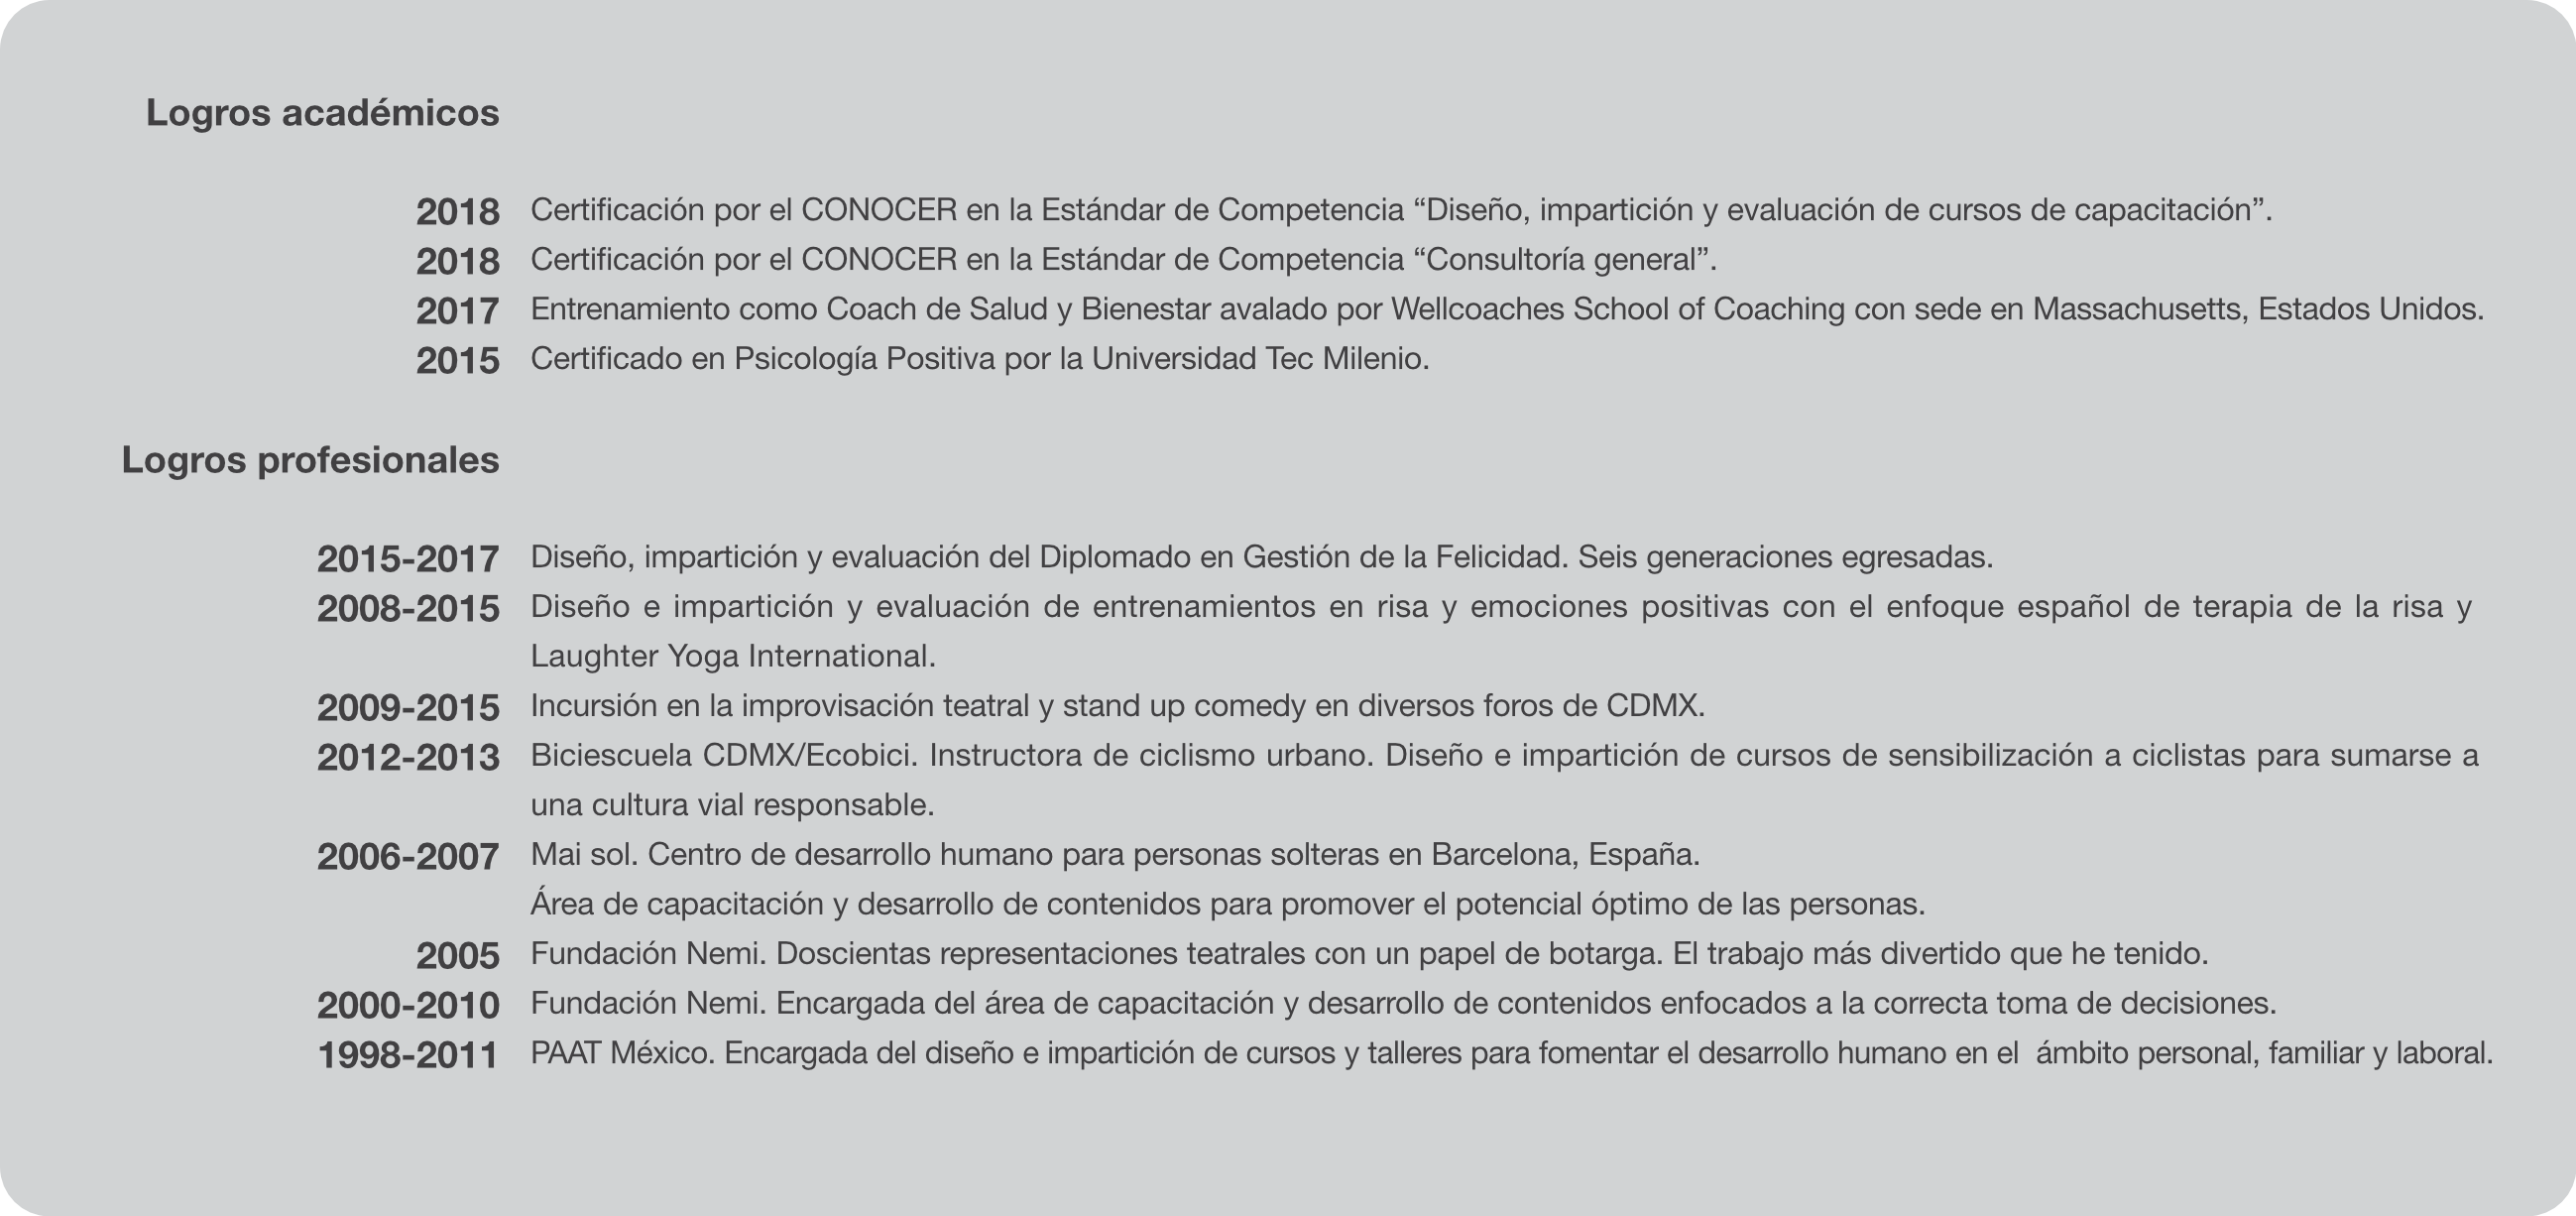 Logros académicos
2018 Certificación por el CONOCER en la Estándar de Competencia “Diseño, impartición y evaluación de cursos de capacitación”.
2018 Certificación por el CONOCER en la Estándar de Competencia “Consultoría general”.
2017 Entrenamiento como Coach de Salud y Bienestar avalado por Wellcoaches School of Coaching con sede en Massachusetts, Estados Unidos.
2015 Certificado en Psicología Positiva por la Universidad Tec Milenio.
Logros profesionales
2015-2017 Diseño, impartición y evaluación del Diplomado en Gestión de la Felicidad. Seis generaciones egresadas.
2008-2015 Diseño e impartición y evaluación de entrenamientos en risa y emociones positivas con el enfoque español de terapia de la risa y
Laughter Yoga International.
2009-2015 Incursión en la improvisación teatral y stand up comedy en diversos foros de CDMX.
2012-2013 Biciescuela CDMX/Ecobici. Instructora de ciclismo urbano. Diseño e impartición de cursos de sensibilización a ciclistas para sumarse a
una cultura vial responsable.
2006-2007 Mai sol. Centro de desarrollo humano para personas solteras en Barcelona, España.
Área de capacitación y desarrollo de contenidos para promover el potencial óptimo de las personas.
2005 Fundación Nemi. Doscientas representaciones teatrales con un papel de botarga. El trabajo más divertido que he tenido.
2000-2010 Fundación Nemi. Encargada del área de capacitación y desarrollo de contenidos enfocados a la correcta toma de decisiones.
1998-2011 PAAT México. Encargada del diseño e impartición de cursos y talleres para fomentar el desarrollo humano en el  ámbito personal, familiar y laboral.